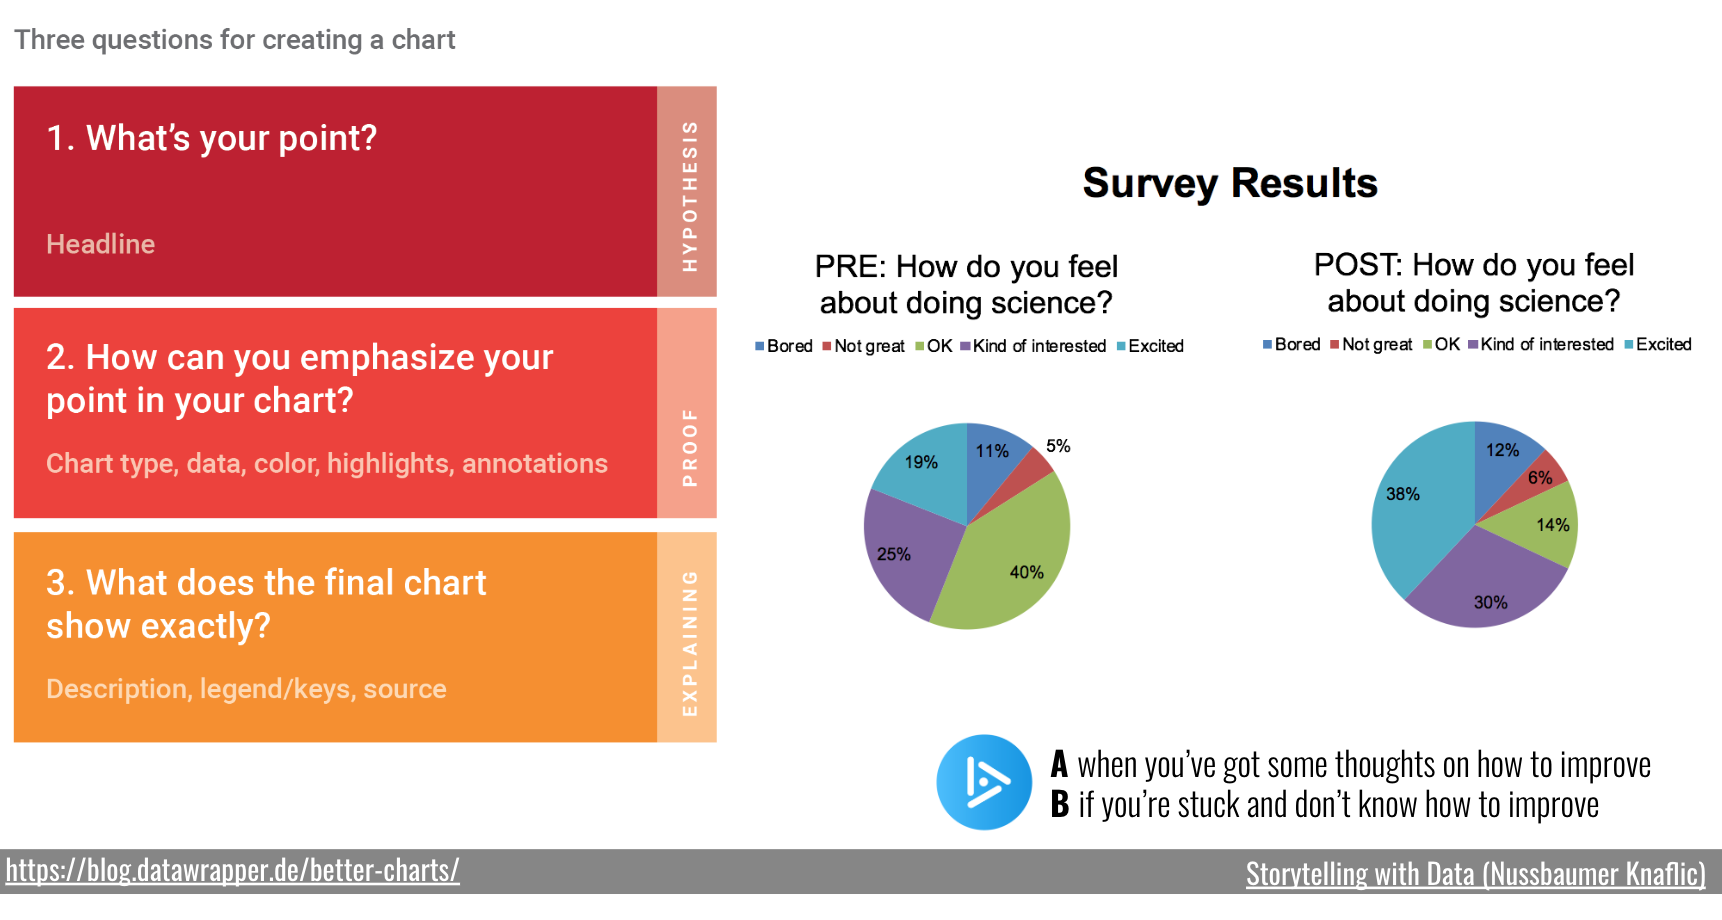 Three questions for creating a chart
1. What's your point?
Headline
HYPOTHESIS
2. How can you emphasize your
point in your chart?
Chart type, data, color, highlights, annotations
PROOF
3. What does the final chart
show exactly?
Description, legend/keys, source
EXPLAINING
Survey Results
PRE: How do you feel
about doing science?
Bored Not great OK Kind of interested Excited
11%
5%
40%
25%
19%
POST: How do you feel
about doing science?
Bored Not great OK Kind of interested Excited
12%
6%
14%
30%
38%
A when you've got some thoughts on how to improve
B if you're stuck and don't know how to improve
https://blog.datawrapper.de/better-charts/
Storytelling with Data (Nussbaumer Knaflic)